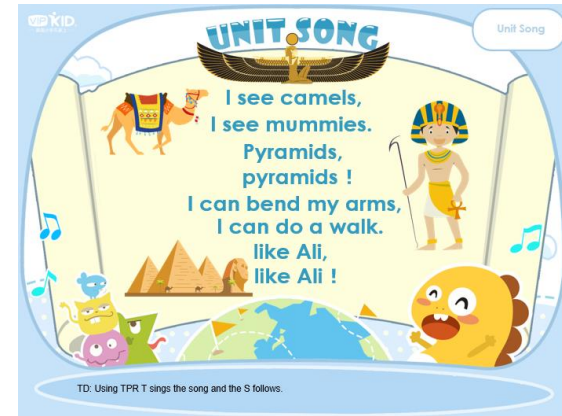 VIPKID
Unit Song
UNIT SONG
I see camels,
I see mummies.
Pyramids,
pyramids !
I can bend my arms,
I can do a walk.
like Ali,
like Ali !
TD: Using TPR T sings the song and the S follows.